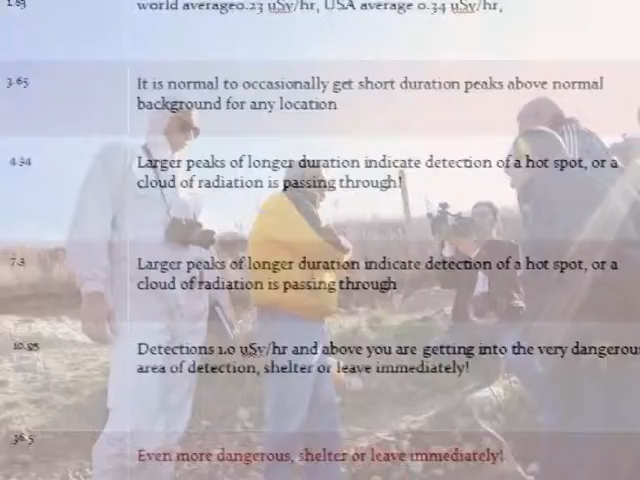 1.83
world average0.23 uSv/hr, USA average 0.34 uSv/hr,
3.65
It is normal to occasionally get short duration peaks above normal
background for any location
4.94
Larger peaks of longer duration indicate detection of a hot spot, or a
cloud of radiation is passing through!
7.3
Larger peaks of longer duration indicate detection of a hot spot, or a
cloud of radiation is passing through
10.95
Detections 1.0 uSv/hr and above you are getting into the very dangerou
area of detection, shelter or leave immediately!
36.5
Even more dangerous, shelter or leave immediately!